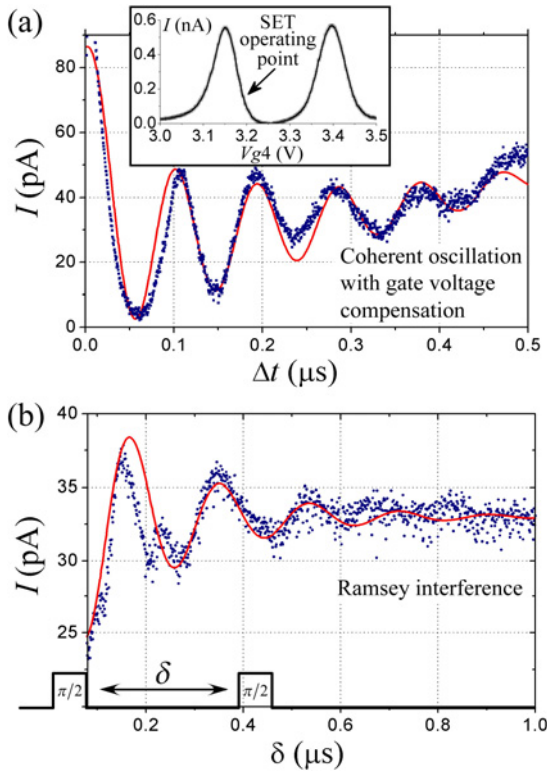 (a)
I (nA)
SET
operating
point
0.6
0.4
0.2
0.0
3.0 3.1 3.2 3.3 3.4 3.5
Vg4 (V)
80
60
40
20
0
I (pA)
Coherent oscillation
with gate voltage
compensation
0.0 0.1 0.2 0.3 0.4 0.5
Δt (μs)
(b)
40
35
30
25
I (pA)
Ramsey interference
π/2 δ π/2
0.2 0.4 0.6 0.8 1.0
δ (μs)